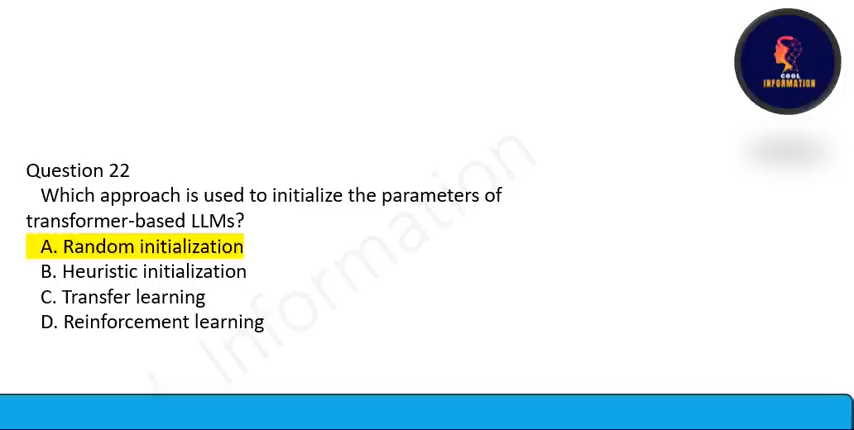 COOL
INFORMATION
Question 22
Which approach is used to initialize the parameters of
transformer-based LLMs?
A. Random initialization
B. Heuristic initialization
C. Transfer learning
D. Reinforcement learning
Information